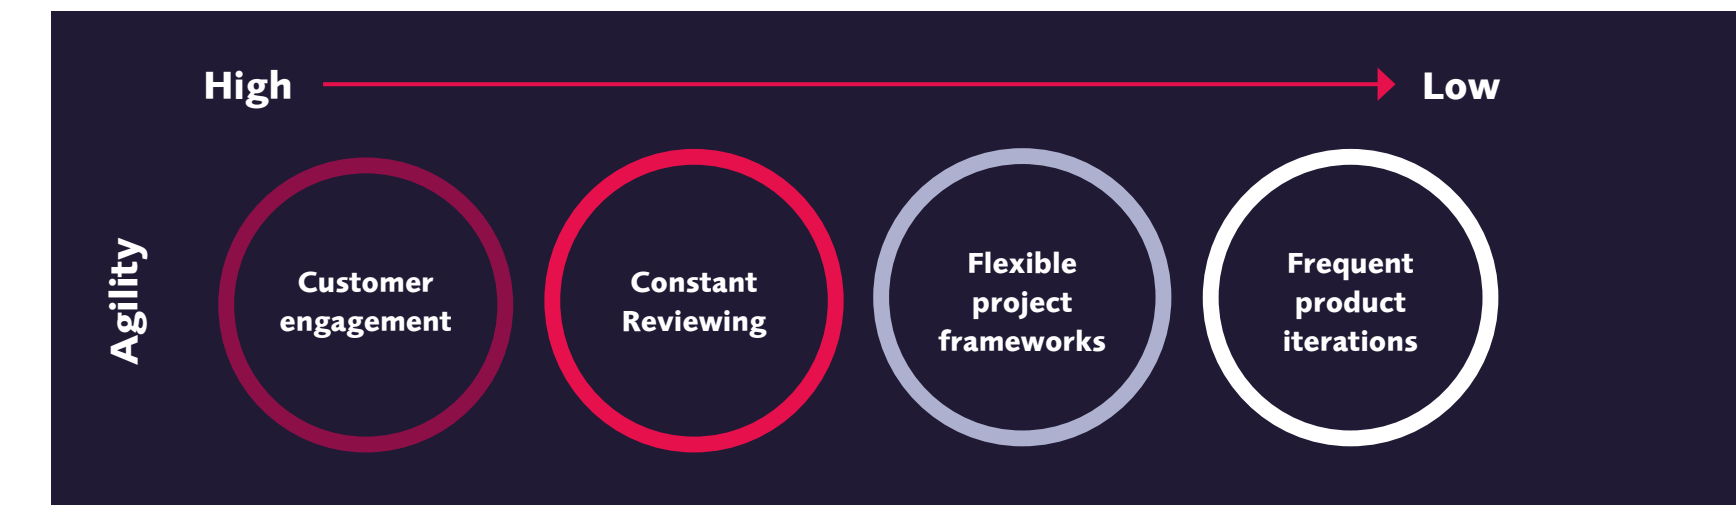 High
Low
Agility
Customer
engagement
Constant
Reviewing
Flexible
project
frameworks
Frequent
product
iterations